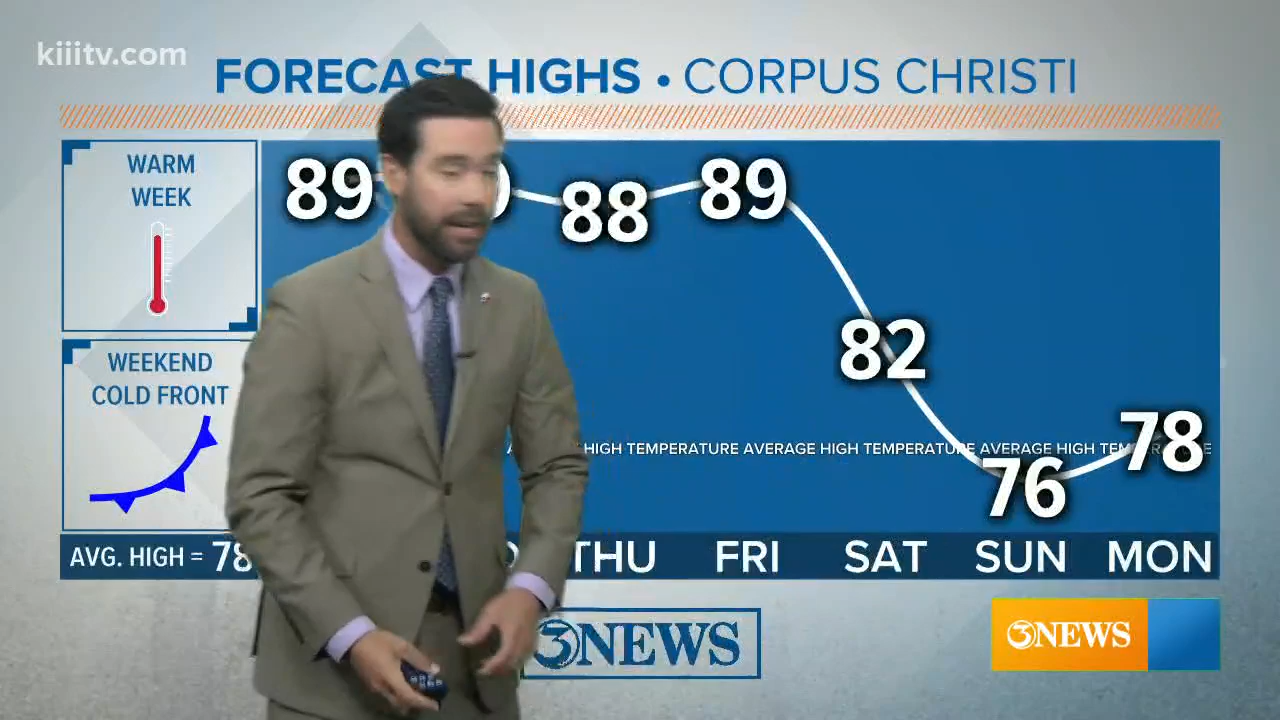 kiiitv.com
FORECAST HIGHS • CORPUS CHRISTI
WARM
WEEK
89
88
89
82
76
78
WEEKEND
COLD FRONT
HIGH TEMPERATURE AVERAGE HIGH TEMPERATURE AVERAGE HIGH
AVG. HIGH = 78
THU FRI SAT SUN MON
3NEWS
3NEWS